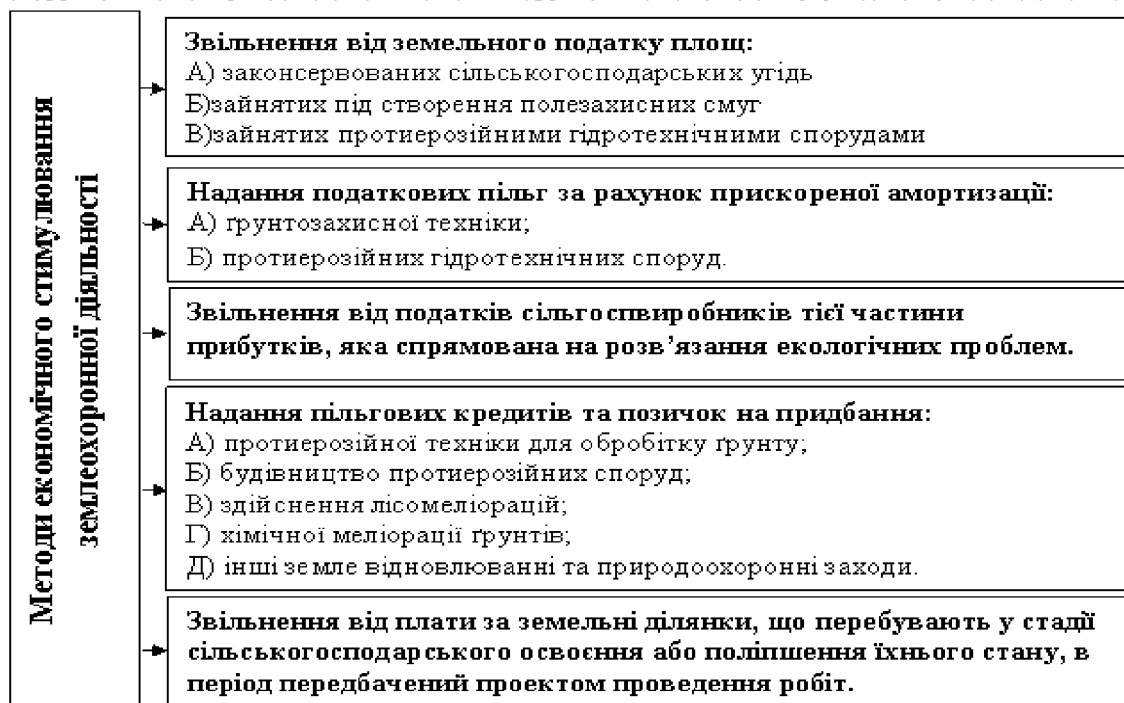 Методи економічного стимулювання
землеохоронної діяльності
Звільнення від земельного податку площ:
А) законсервованих сільськогосподарських угідь
Б)зайнятих під створення полезахисних смуг
В)зайнятих протиерозійними гідротехнічними спорудами
Надання податкових пільг за рахунок прискореної амортизації:
А) ґрунтозахисної техніки;
Б) протиерозійних гідротехнічних споруд.
Звільнення від податків сільгоспвиробників тієї частини
прибутків, яка спрямована на розв’язання екологічних проблем.
Надання пільгових кредитів та позичок на придбання:
А) протиерозійної техніки для обробітку ґрунту;
Б) будівництво протиерозійних споруд;
В) здійснення лісомеліорацій;
Г) хімічної меліорації ґрунтів;
Д) інші земле відновлюванні та природоохоронні заходи.
Звільнення від плати за земельні ділянки, що перебувають у стадії
сільськогосподарського освоєння або поліпшення їхнього стану, в
період передбачений проектом проведення робіт.